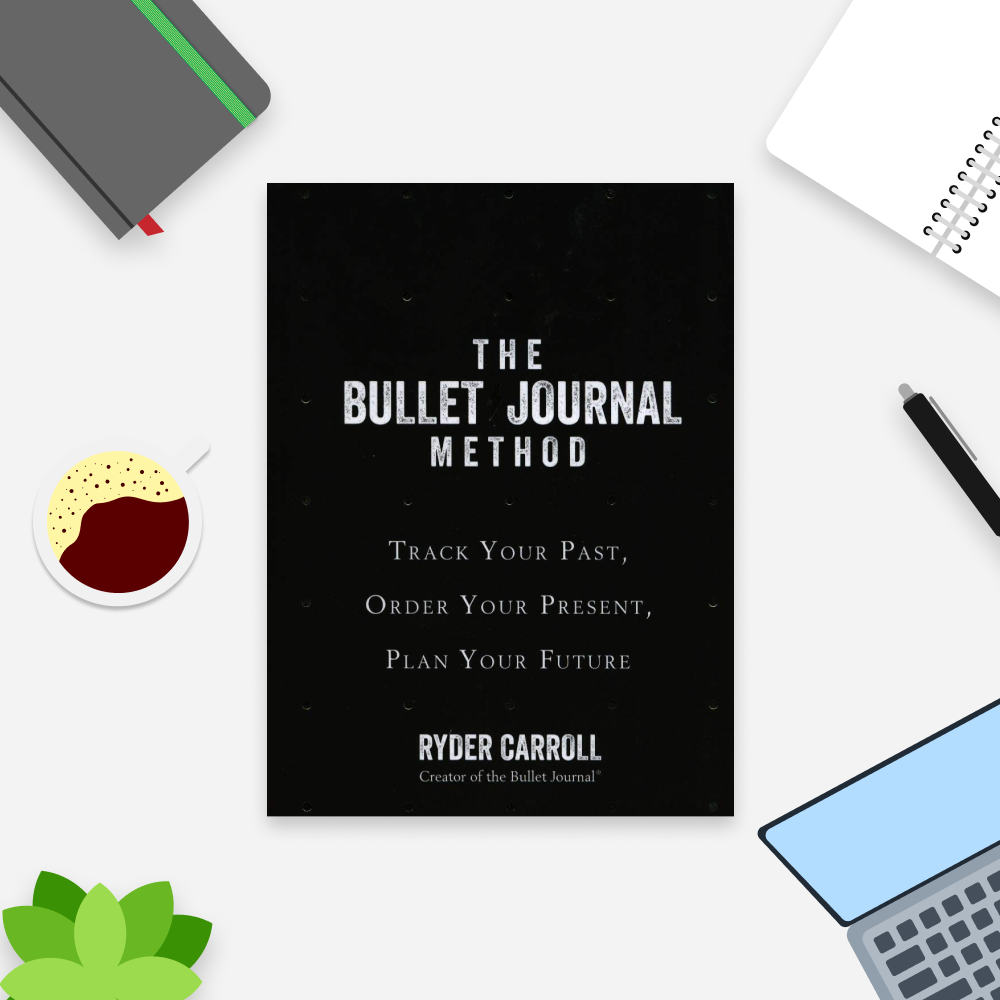 THE
BULLET JOURNAL
METHOD
Track Your Past,
Order Your Present,
Plan Your Future
RYDER CARROLL
Creator of the Bullet Journal®